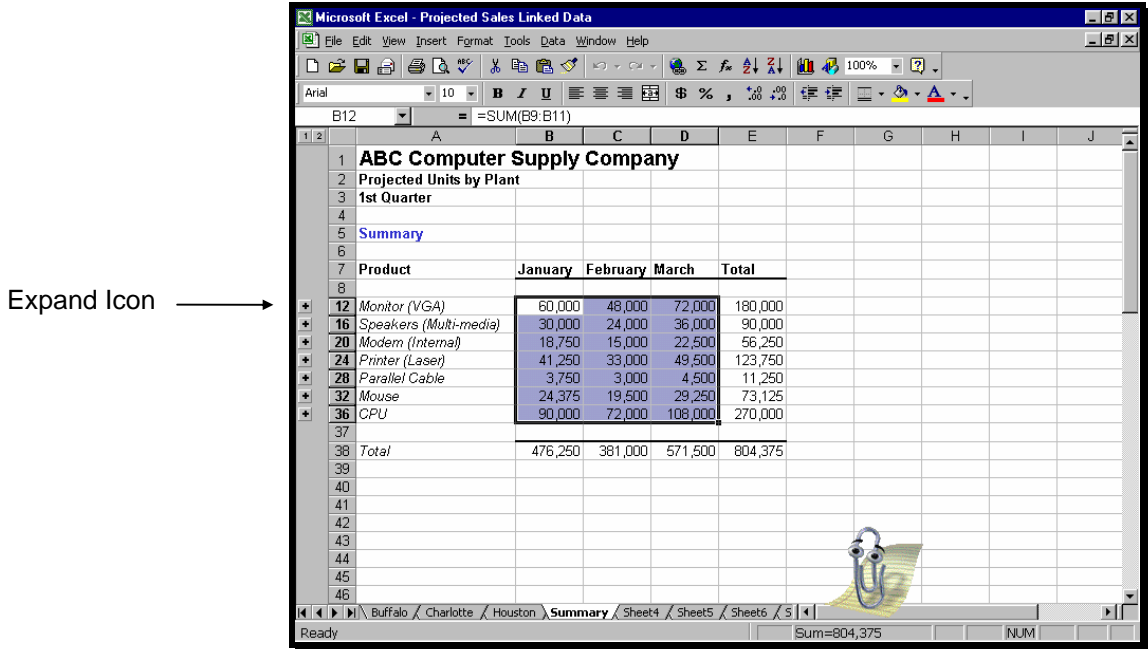 Microsoft Excel - Projected Sales Linked Data
File Edit View Insert Format Tools Data Window Help
ABC Σ fx A Z Z A 100% ?
Arial 10 B I U $ % , .0 .00 .00 .0 A
B12 = =SUM(B9:B11)
1 2 A B C D E F G H I J
1 ABC Computer Supply Company
2 Projected Units by Plant
3 1st Quarter
4
5 Summary
6
7 Product January February March Total
8
Expand Icon
+ 12 Monitor (VGA) 60,000 48,000 72,000 180,000
+ 16 Speakers (Multi-media) 30,000 24,000 36,000 90,000
+ 20 Modem (Internal) 18,750 15,000 22,500 56,250
+ 24 Printer (Laser) 41,250 33,000 49,500 123,750
+ 28 Parallel Cable 3,750 3,000 4,500 11,250
+ 32 Mouse 24,375 19,500 29,250 73,125
+ 36 CPU 90,000 72,000 108,000 270,000
37
38 Total 476,250 381,000 571,500 804,375
39
40
41
42
43
44
45
46
Buffalo Charlotte Houston Summary Sheet4 Sheet5 Sheet6 S
Ready Sum=804,375 NUM